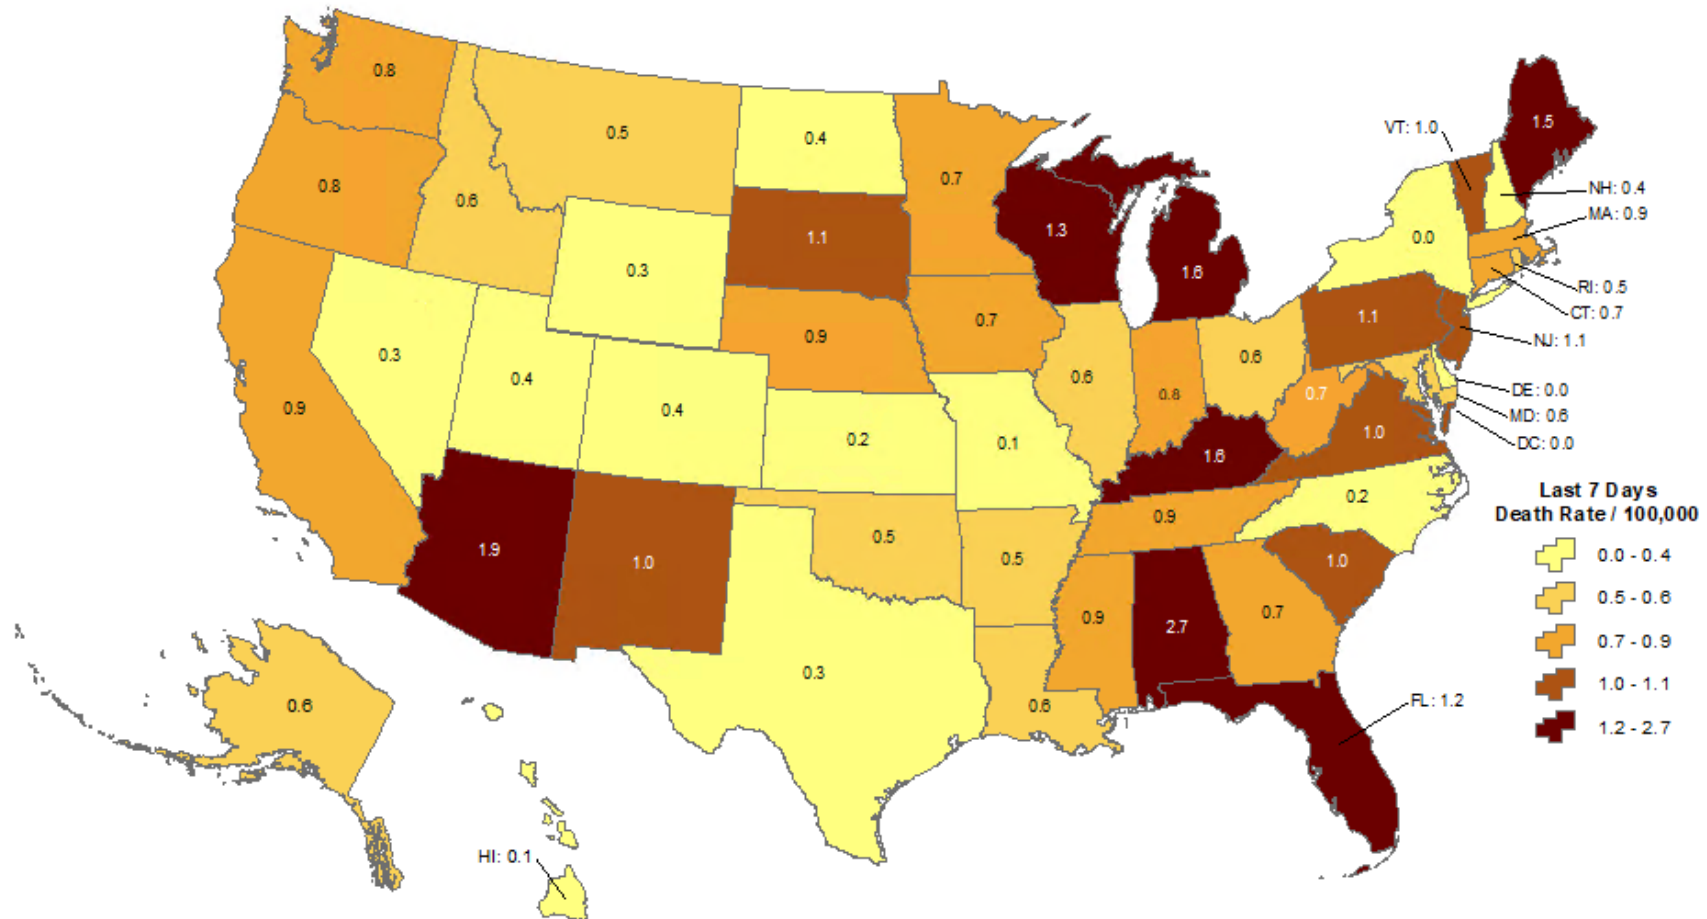 0.8
0.5
0.4
0.7
1.5
VT: 1.0
0.8
0.6
NH: 0.4
MA: 0.9
1.1
1.3
0.0
0.3
1.6
RI: 0.5
CT: 0.7
0.9
0.7
1.1
NJ: 1.1
0.3
0.4
0.4
0.6
0.8
0.6
0.7
DE: 0.0
MD: 0.6
DC: 0.0
0.9
0.2
0.1
1.6
1.0
Last 7 Days
Death Rate / 100,000
0.0 - 0.4
0.5 - 0.6
0.7 - 0.9
1.0 - 1.1
1.2 - 2.7
0.2
0.9
1.9
1.0
0.5
0.5
1.0
0.9
2.7
0.7
0.3
0.6
0.6
FL: 1.2
HI: 0.1